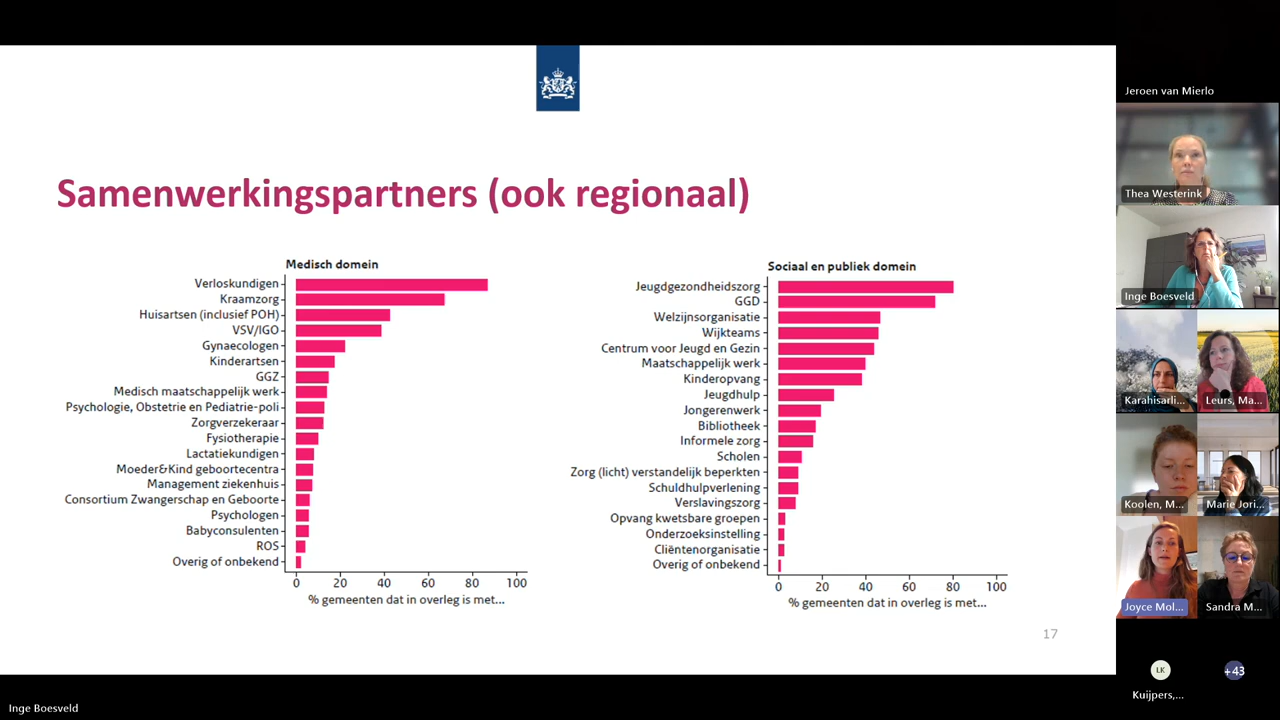 Samenwerkingspartners (ook regionaal)
Medisch domein
Verloskundigen
Kraamzorg
Huisartsen (inclusief POH)
VSV/IGO
Gynaecologen
Kinderartsen
GGZ
Medisch maatschappelijk werk
Psychologie, Obstetrie en Pediatrie-poli
Zorgverzekeraar
Fysiotherapie
Lactatiekundigen
Moeder&Kind geboortecentra
Management ziekenhuis
Consortium Zwangerschap en Geboorte
Psychologen
Babyconsulenten
ROS
Overig of onbekend
0 20 40 60 80 100
% gemeenten dat in overleg is met...
Sociaal en publiek domein
Jeugdgezondheidszorg
GGD
Welzijnsorganisatie
Wijkteams
Centrum voor Jeugd en Gezin
Maatschappelijk werk
Kinderopvang
Jeugdhulp
Jongerenwerk
Bibliotheek
Informele zorg
Scholen
Zorg (licht) verstandelijk beperkten
Schuldhulpverlening
Verslavingszorg
Opvang kwetsbare groepen
Onderzoeksinstelling
Cliëntenorganisatie
Overig of onbekend
0 20 40 60 80 100
% gemeenten dat in overleg is met...
17
Jeroen van Mierlo
Thea Westerink
Inge Boesveld
Karahisarli...
Leurs, Ma...
Koolen, M...
Marie Jori...
Joyce Mol...
Sandra M...
LK
+43
Kuijpers,...
Inge Boesveld